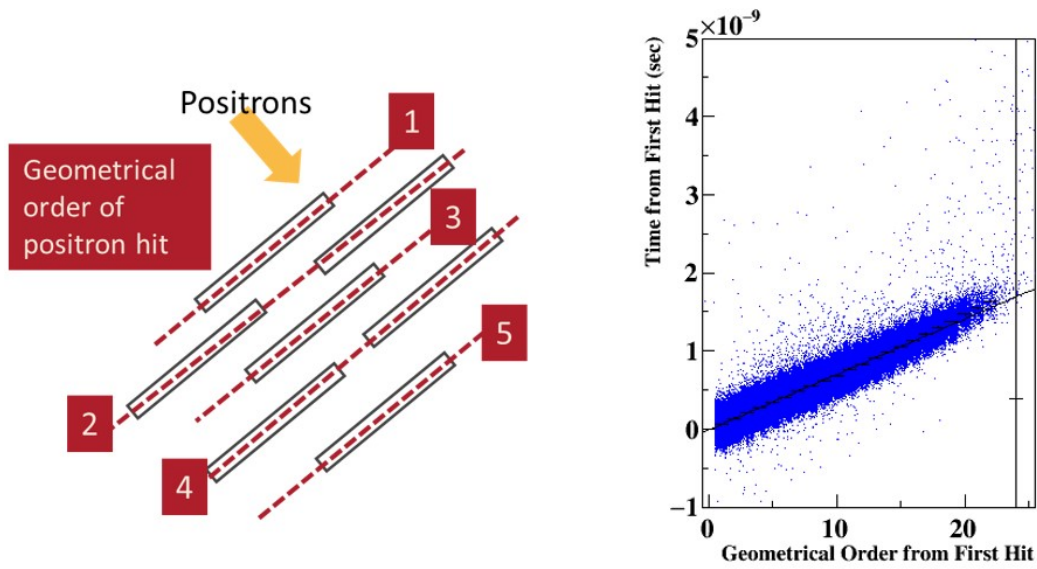 Positrons
Geometrical
order of
positron hit
1
2
3
4
5
Time from First Hit (sec)
×10⁻⁹
5
4
3
2
1
0
−1
0
10
20
Geometrical Order from First Hit